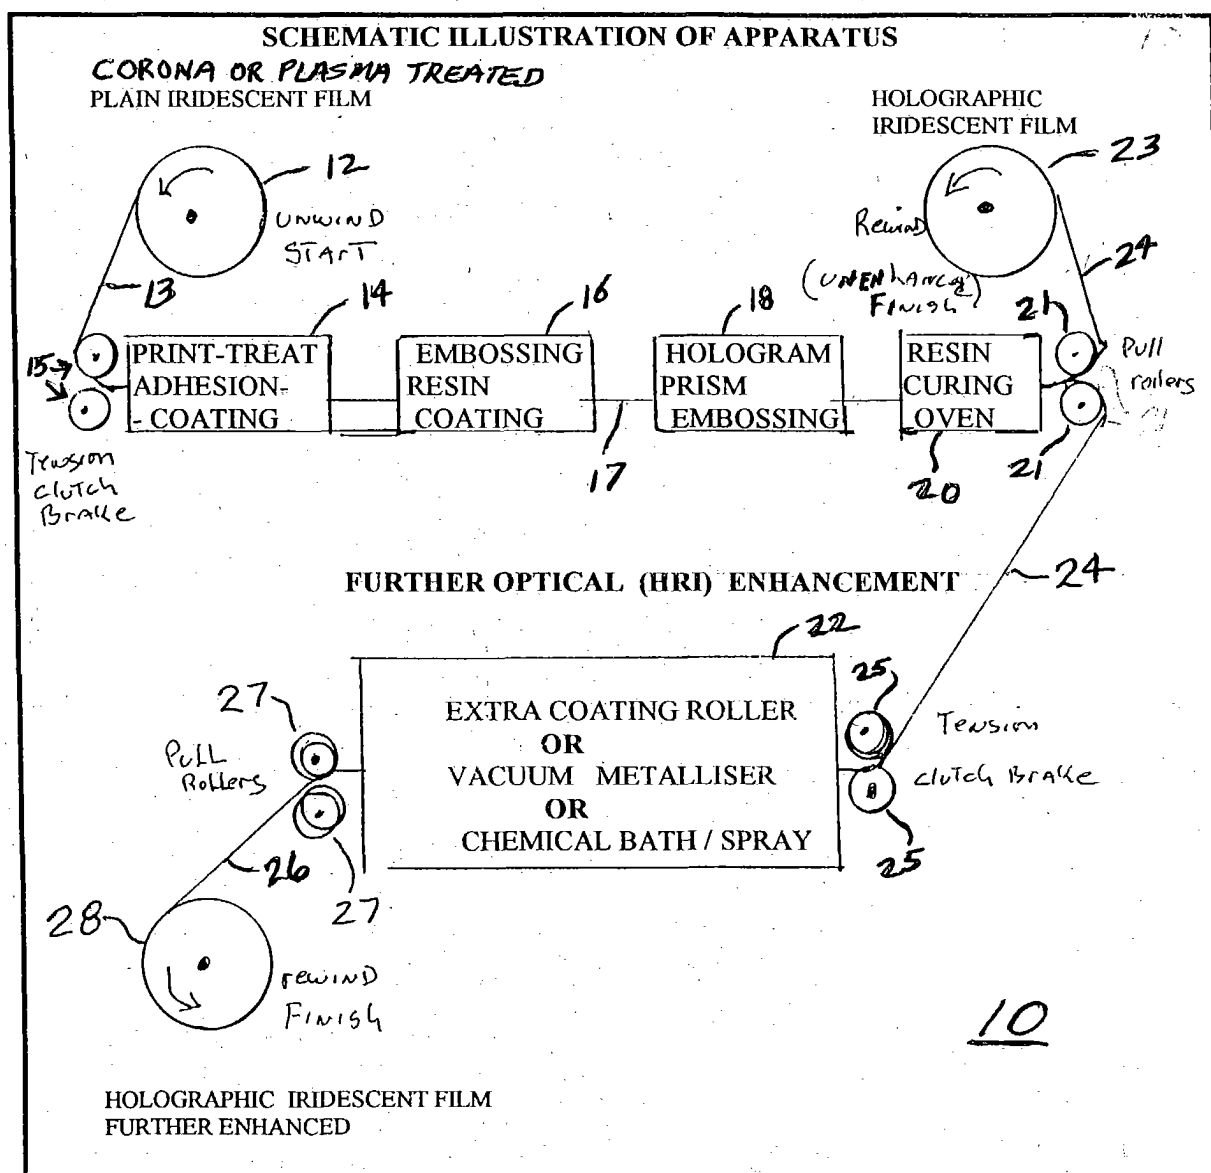 SCHEMATIC ILLUSTRATION OF APPARATUS
CORONA OR PLASMA TREATED
PLAIN IRIDESCENT FILM
HOLOGRAPHIC
IRIDESCENT FILM
12
UNWIND
START
23
Rewind
(UNENhANCed)
FINISh
13
14
16
18
21
24
15
PRINT-TREAT
ADHESION-
- COATING
EMBOSSING
RESIN
COATING
HOLOGRAM
PRISM
EMBOSSING
RESIN
CURING
OVEN
Pull
rollers
Tension
clutch
Brake
17
20
21
FURTHER OPTICAL (HRI) ENHANCEMENT
24
22
27
Pull
Rollers
EXTRA COATING ROLLER
OR
VACUUM METALLISER
OR
CHEMICAL BATH / SPRAY
25
Tension
clutch Brake
25
26
27
28
rewind
FINISh
10
HOLOGRAPHIC IRIDESCENT FILM
FURTHER ENHANCED